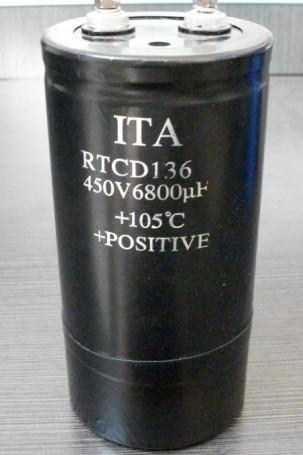 ITA
RTCD136
450V6800μF
+105℃
+POSITIVE